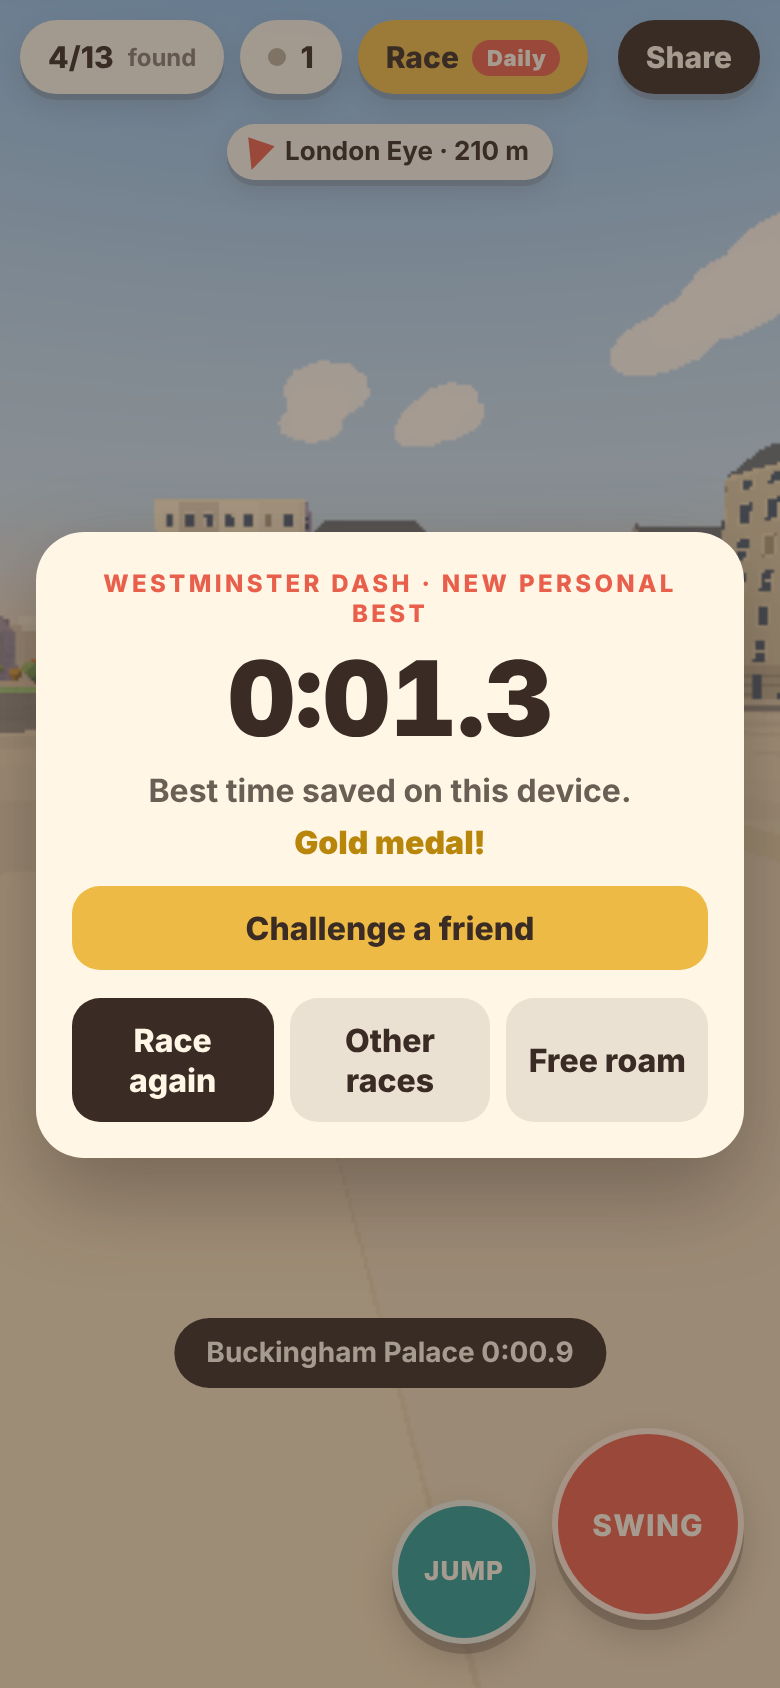 4/13 found
1
Race Daily
Share
London Eye · 210 m
WESTMINSTER DASH · NEW PERSONAL
BEST
0:01.3
Best time saved on this device.
Gold medal!
Challenge a friend
Race
again
Other
races
Free roam
Buckingham Palace 0:00.9
SWING
JUMP